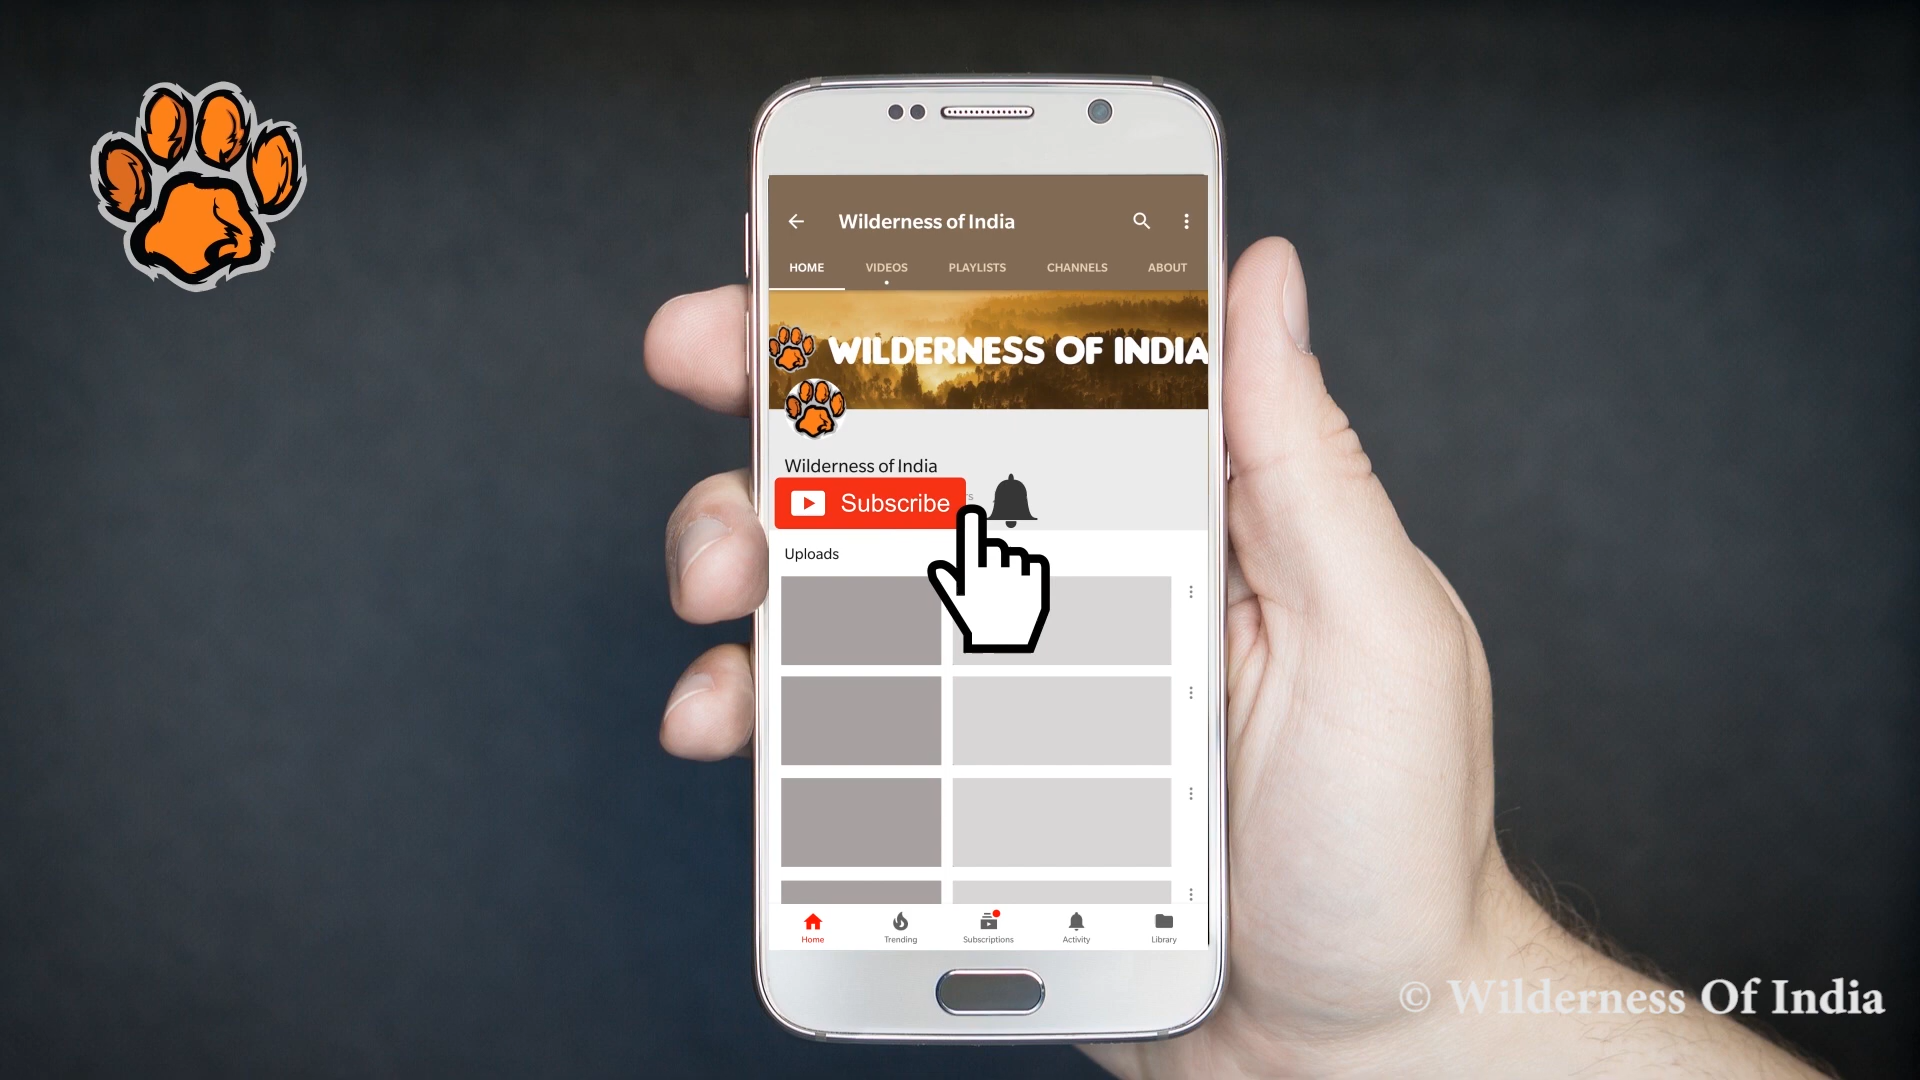 Wilderness of India
HOME VIDEOS PLAYLISTS CHANNELS ABOUT
WILDERNESS OF INDIA
Wilderness of India
Subscribe
Uploads
Home Trending Subscriptions Activity Library
© Wilderness Of India